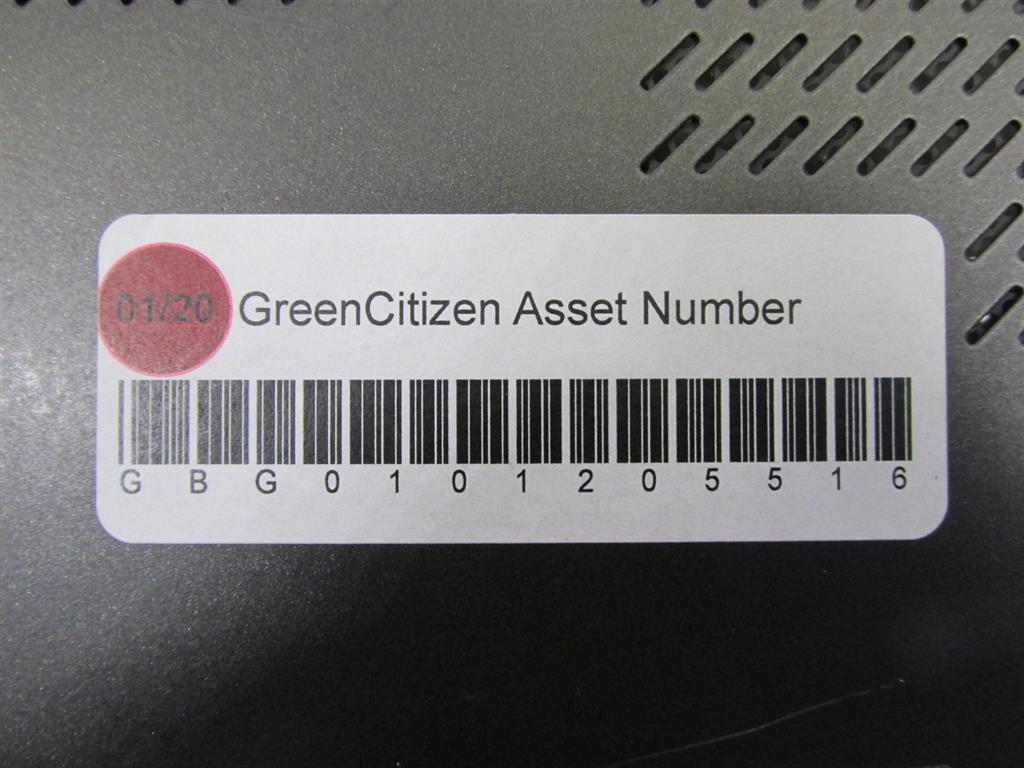 01/20 GreenCitizen Asset Number
G B G 0 1 0 1 2 0 5 5 1 6